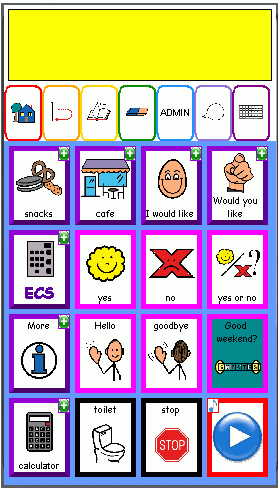 ADMIN
snacks
cafe
I would like
Would you
like
ECS
yes
no
yes or no
More
Hello
goodbye
Good
weekend?
calculator
toilet
stop
STOP